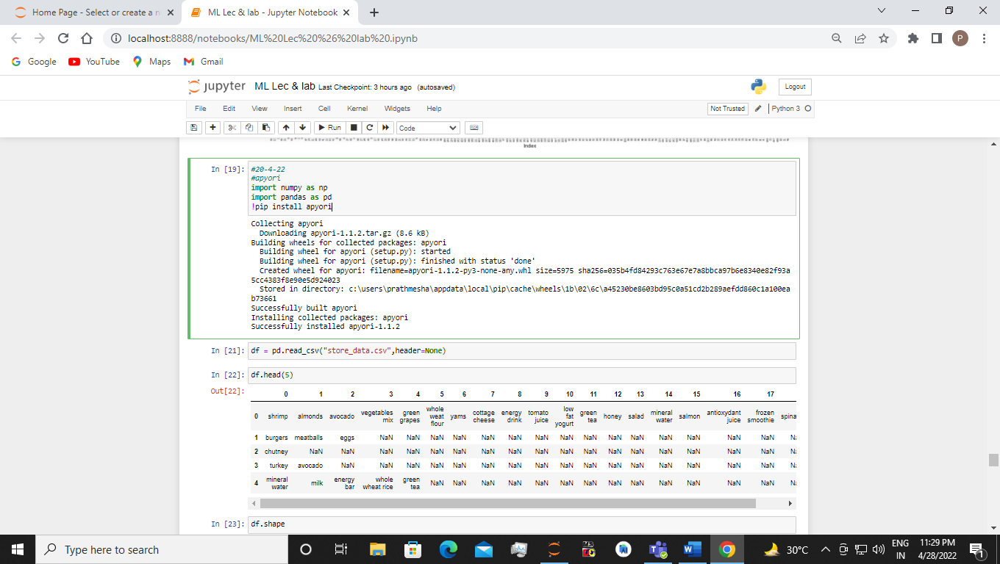 Home Page - Select or create a n
ML Lec & lab - Jupyter Notebook
localhost:8888/notebooks/ML%20Lec%20%26%20lab%20.ipynb
P
Google YouTube Maps Gmail
jupyter ML Lec & lab Last Checkpoint: 3 hours ago (autosaved)
Logout
File Edit View Insert Cell Kernel Widgets Help
Not Trusted Python 3
Run Code
Index
In [19]: #20-4-22
#apyori
import numpy as np
import pandas as pd
!pip install apyori
Collecting apyori
Downloading apyori-1.1.2.tar.gz (8.6 kB)
Building wheels for collected packages: apyori
Building wheel for apyori (setup.py): started
Building wheel for apyori (setup.py): finished with status 'done'
Created wheel for apyori: filename=apyori-1.1.2-py3-none-any.whl size=5975 sha256=035b4fd84293c763e67e7a8bbca97b6e8340e82f93a
5cc4383f8e90e5d924023
Stored in directory: c:\users\prathmesha\appdata\local\pip\cache\wheels\1b\02\6c\a45230be8603bd95c0a51cd2b289aefdd860c1a100ea
b73661
Successfully built apyori
Installing collected packages: apyori
Successfully installed apyori-1.1.2
In [21]: df = pd.read_csv("store_data.csv",header=None)
In [22]: df.head(5)
Out[22]:
0 1 2 3 4 5 6 7 8 9 10 11 12 13 14 15 16 17
0 shrimp almonds avocado vegetables mix green grapes whole weat flour yams cottage cheese energy drink tomato juice low fat yogurt green tea honey salad mineral water salmon antioxydant juice frozen smoothie spina
1 burgers meatballs eggs NaN NaN NaN NaN NaN NaN NaN NaN NaN NaN NaN NaN NaN NaN NaN Na
2 chutney NaN NaN NaN NaN NaN NaN NaN NaN NaN NaN NaN NaN NaN NaN NaN NaN NaN Na
3 turkey avocado NaN NaN NaN NaN NaN NaN NaN NaN NaN NaN NaN NaN NaN NaN NaN NaN Na
4 mineral water milk energy bar whole wheat rice green tea NaN NaN NaN NaN NaN NaN NaN NaN NaN NaN NaN NaN NaN Na
In [23]: df.shape
Type here to search
30°C
ENG
IN
11:29 PM
4/28/2022
1